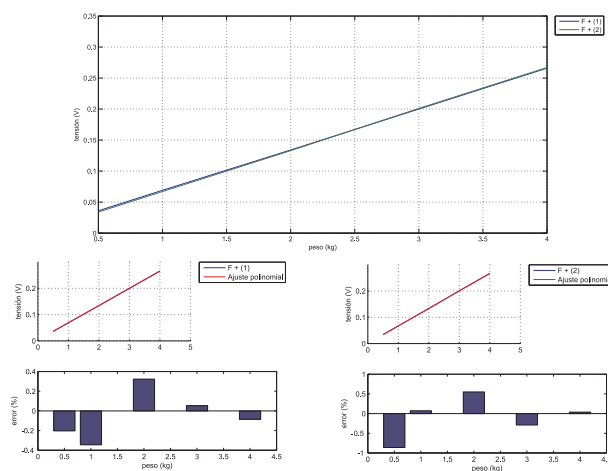 0,35
0,3
0,25
0,2
0,15
0,1
0,05
0
tensión (V)
0.5 1 1.5 2 2.5 3 3.5 4
peso (kg)
F + (1)
F + (2)
0.2
0.1
0
tensión (V)
0 1 2 3 4 5
F + (1)
Ajuste polinomial
0.2
0.1
0
tensión (V)
0 1 2 3 4 5
F + (2)
Ajuste polinomial
0.4
0.2
0
-0.2
-0.4
error (%)
0 0.5 1 1.5 2 2.5 3 3.5 4 4.5
peso (kg)
1
0.5
0
-0.5
-1
error (%)
0 0.5 1 1.5 2 2.5 3 3.5 4 4.5
peso (kg)